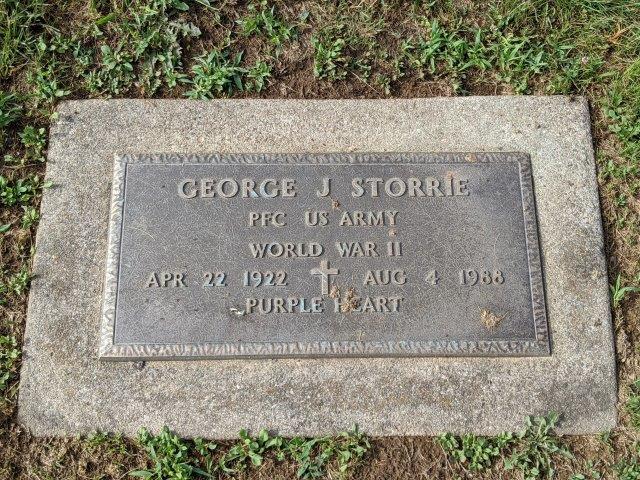 GEORGE J STORRIE
PFC US ARMY
WORLD WAR II
APR 22 1922 AUG 4 1988
PURPLE HEART